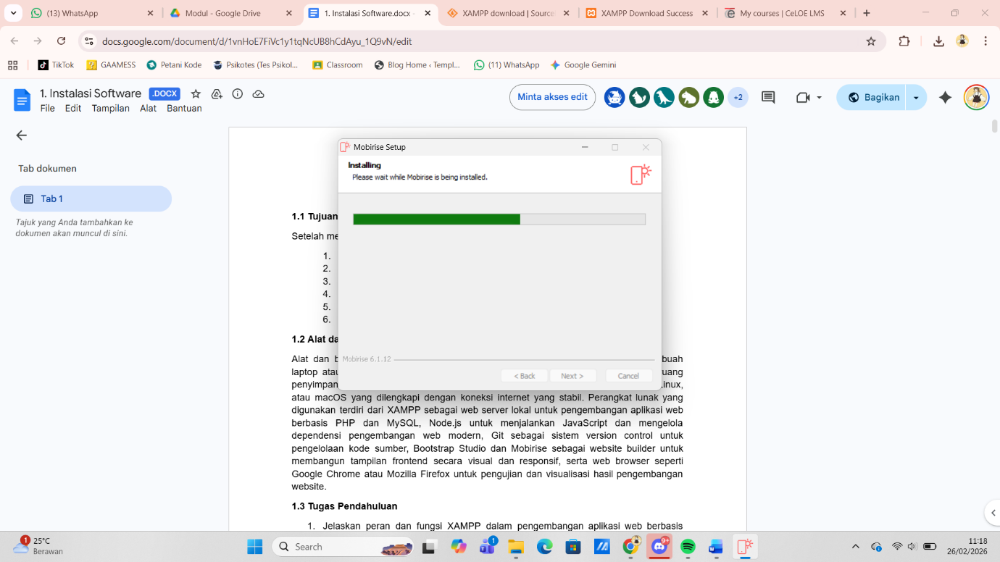 (13) WhatsApp
Modul - Google Drive
1. Instalasi Software.docx -
XAMPP download | Source
XAMPP Download Success
My courses | CeLOE LMS
docs.google.com/document/d/1vnHoE7FiVc1y1tqNcUB8hCdAyu_1Q9vN/edit
TikTok
GAAMESS
Petani Kode
Psikotes (Tes Psikol...
Classroom
Blog Home ‹ Templ...
(11) WhatsApp
Google Gemini
1. Instalasi Software
.DOCX
File Edit Tampilan Alat Bantuan
Minta akses edit
+2
Bagikan
Tab dokumen
Tab 1
Tajuk yang Anda tambahkan ke
dokumen akan muncul di sini.
Mobirise Setup
Installing
Please wait while Mobirise is being installed.
Mobirise 6.1.12
< Back
Next >
Cancel
1.1 Tujuan
Setelah me
1.
2.
3.
4.
5.
6.
1.2 Alat da
Alat dan b buah
laptop atau uang
penyimpan Linux,
atau macOS yang dilengkapi dengan koneksi internet yang stabil. Perangkat lunak yang
digunakan terdiri dari XAMPP sebagai web server lokal untuk pengembangan aplikasi web
berbasis PHP dan MySQL, Node.js untuk menjalankan JavaScript dan mengelola
dependensi pengembangan web modern, Git sebagai sistem version control untuk
pengelolaan kode sumber, Bootstrap Studio dan Mobirise sebagai website builder untuk
membangun tampilan frontend secara visual dan responsif, serta web browser seperti
Google Chrome atau Mozilla Firefox untuk pengujian dan visualisasi hasil pengembangan
website.
1.3 Tugas Pendahuluan
1. Jelaskan peran dan fungsi XAMPP dalam pengembangan aplikasi web berbasis
1
25°C
Berawan
Search
1
9+
11:18
26/02/2026